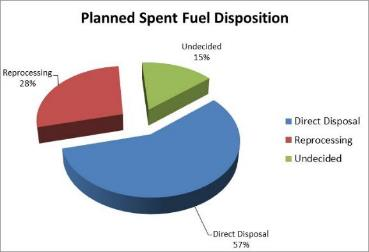 Planned Spent Fuel Disposition
Undecided
15%
Reprocessing
28%
Direct Disposal
Reprocessing
Undecided
Direct Disposal
57%